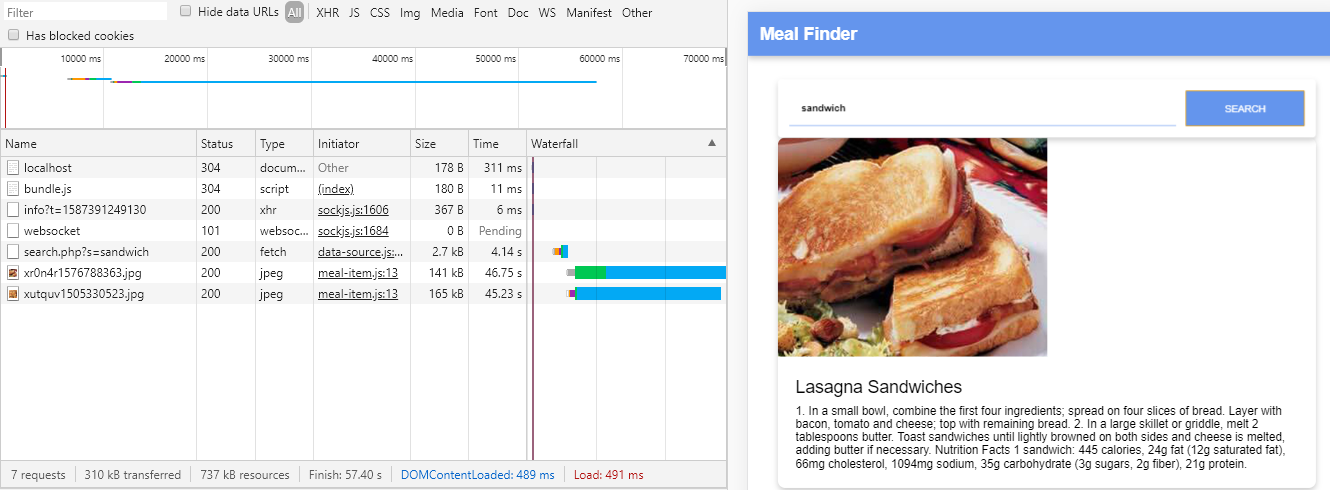 Filter Hide data URLs All XHR JS CSS Img Media Font Doc WS Manifest Other
Has blocked cookies
10000 ms 20000 ms 30000 ms 40000 ms 50000 ms 60000 ms 70000 ms
Name Status Type Initiator Size Time Waterfall
localhost 304 docum... Other 178 B 311 ms
bundle.js 304 script (index) 180 B 11 ms
info?t=1587391249130 200 xhr sockjs.js:1606 367 B 6 ms
websocket 101 websoc... sockjs.js:1684 0 B Pending
search.php?s=sandwich 200 fetch data-source.js:... 2.7 kB 4.14 s
xr0n4r1576788363.jpg 200 jpeg meal-item.js:13 141 kB 46.75 s
xutquv1505330523.jpg 200 jpeg meal-item.js:13 165 kB 45.23 s
7 requests 310 kB transferred 737 kB resources Finish: 57.40 s DOMContentLoaded: 489 ms Load: 491 ms
Meal Finder
sandwich SEARCH
Lasagna Sandwiches
1. In a small bowl, combine the first four ingredients; spread on four slices of bread. Layer with
bacon, tomato and cheese; top with remaining bread. 2. In a large skillet or griddle, melt 2
tablespoons butter. Toast sandwiches until lightly browned on both sides and cheese is melted,
adding butter if necessary. Nutrition Facts 1 sandwich: 445 calories, 24g fat (12g saturated fat),
66mg cholesterol, 1094mg sodium, 35g carbohydrate (3g sugars, 2g fiber), 21g protein.